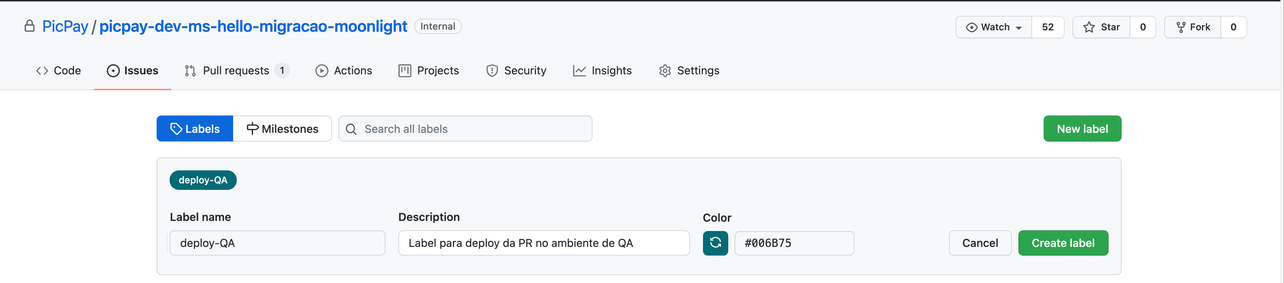 PicPay / picpay-dev-ms-hello-migracao-moonlight Internal Watch 52 Star 0 Fork 0
Code Issues Pull requests 1 Actions Projects Security Insights Settings
Labels Milestones Search all labels New label
deploy-QA
Label name Description Color
deploy-QA Label para deploy da PR no ambiente de QA #006B75 Cancel Create label